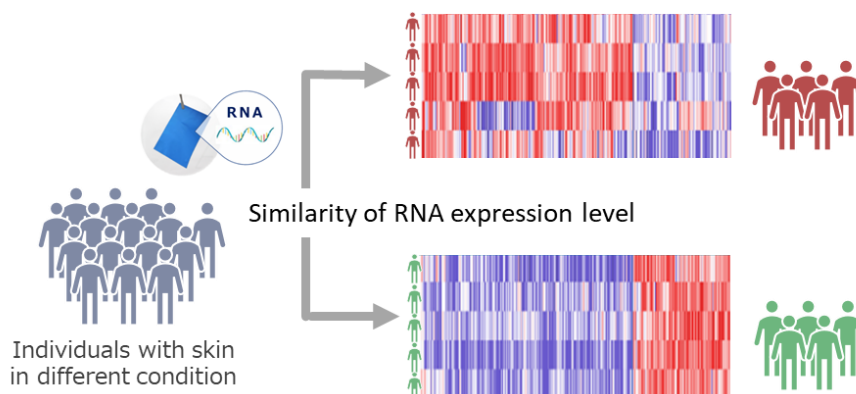 RNA
Similarity of RNA expression level
Individuals with skin
in different condition